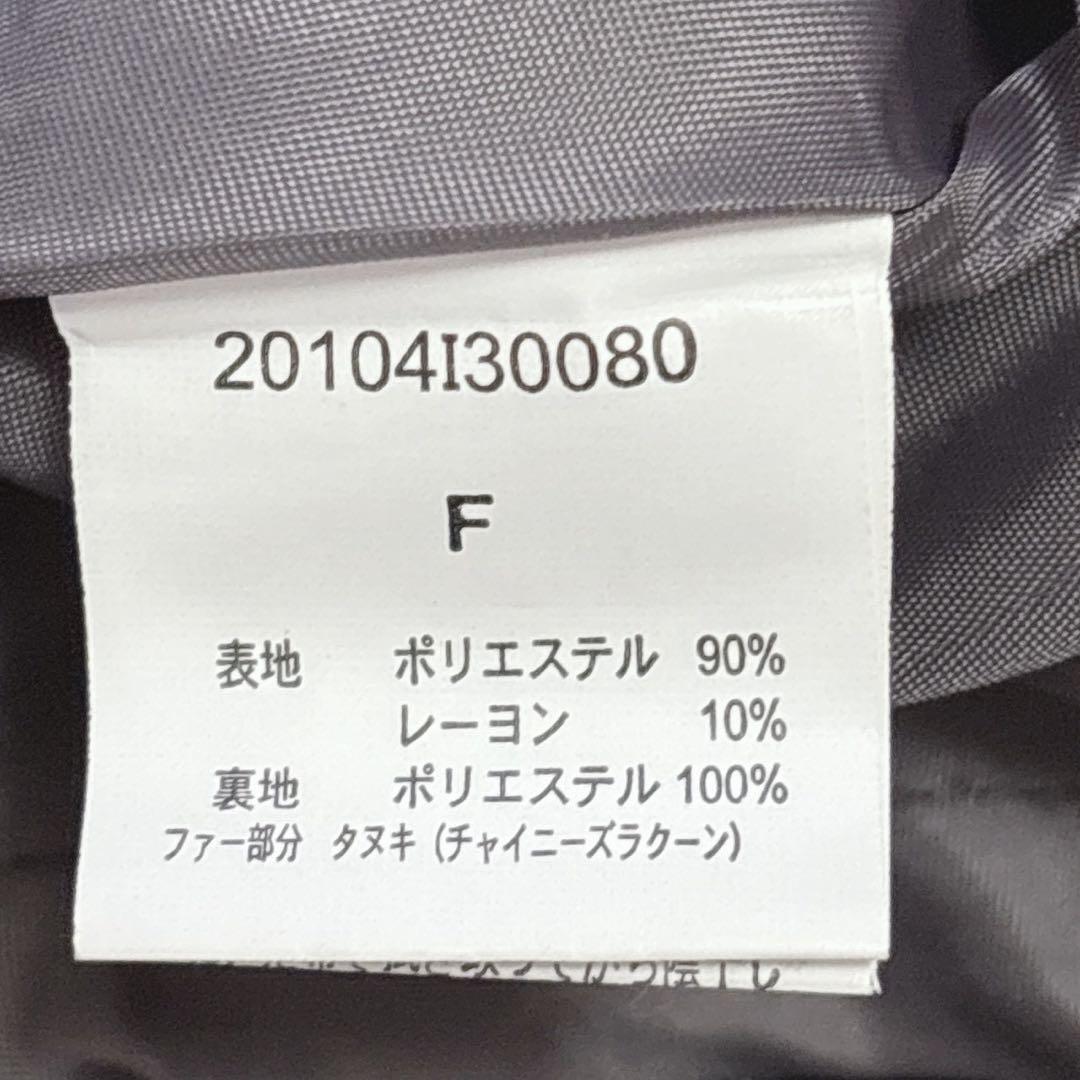 20104I30080
F
表地 ポリエステル 90%
レーヨン 10%
裏地 ポリエステル 100%
ファー部分 タヌキ (チャイニーズラクーン)